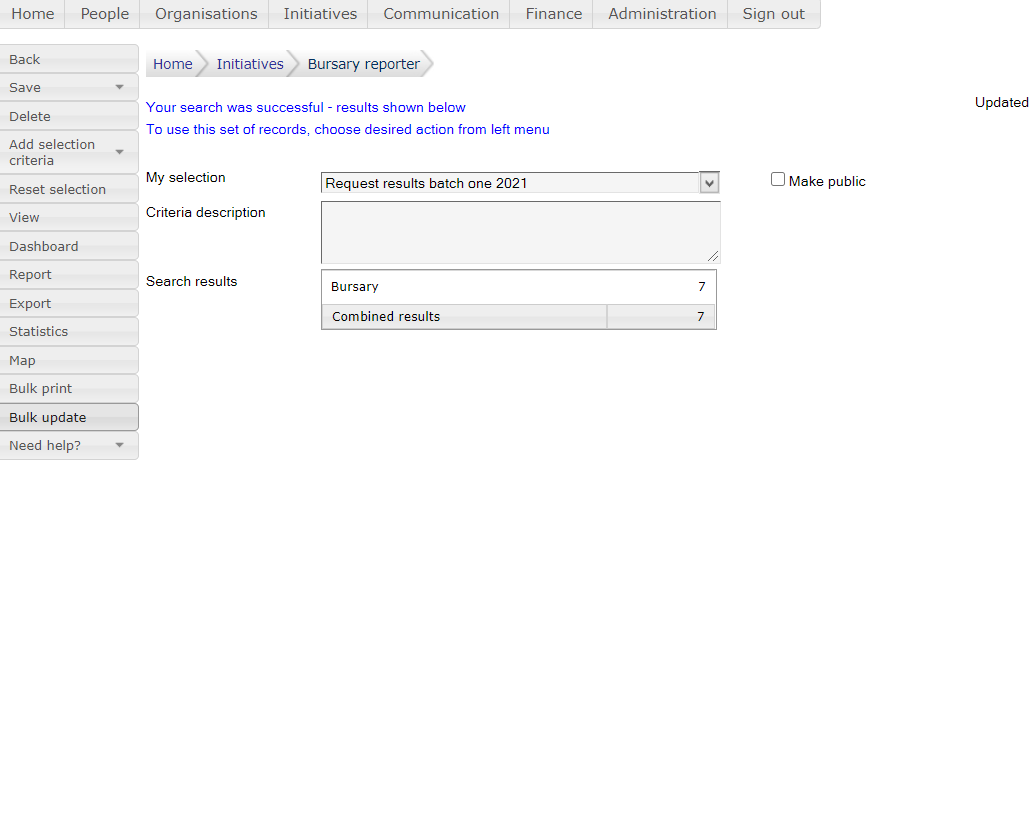 Home People Organisations Initiatives Communication Finance Administration Sign out
Back
Save
Delete
Add selection
criteria
Reset selection
View
Dashboard
Report
Export
Statistics
Map
Bulk print
Bulk update
Need help?
Home Initiatives Bursary reporter
Your search was successful - results shown below
Updated
To use this set of records, choose desired action from left menu
My selection Request results batch one 2021 Make public
Criteria description
Search results Bursary 7
Combined results 7